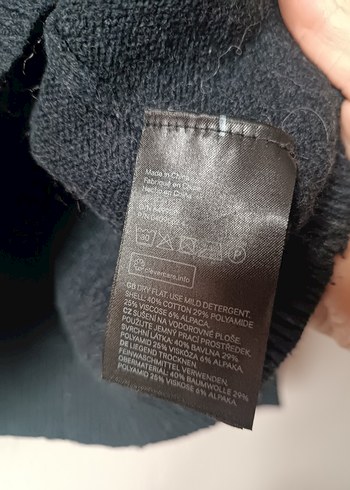 Made in China
Fabriqué en Chine
Hecho en China
30
P
clevercare.info
GB DRY FLAT. USE MILD DETERGENT.
SHELL: 40% COTTON 29% POLYAMIDE
25% VISCOSE 6% ALPACA
CZ SUŠENÍ NA VODOROVNÉ PLOŠE.
POUŽIJTE JEMNÝ PRACÍ PROSTŘEDEK.
SVRCHNÍ LÁTKA: 40% BAVLNA 29%
POLYAMID 25% VISKÓZA 6% ALPAKA
DE LIEGEND TROCKNEN.
FEINWASCHMITTEL VERWENDEN.
OBERMATERIAL: 40% BAUMWOLLE 29%
POLYAMID 25% VISKOSE 6% ALPAKA